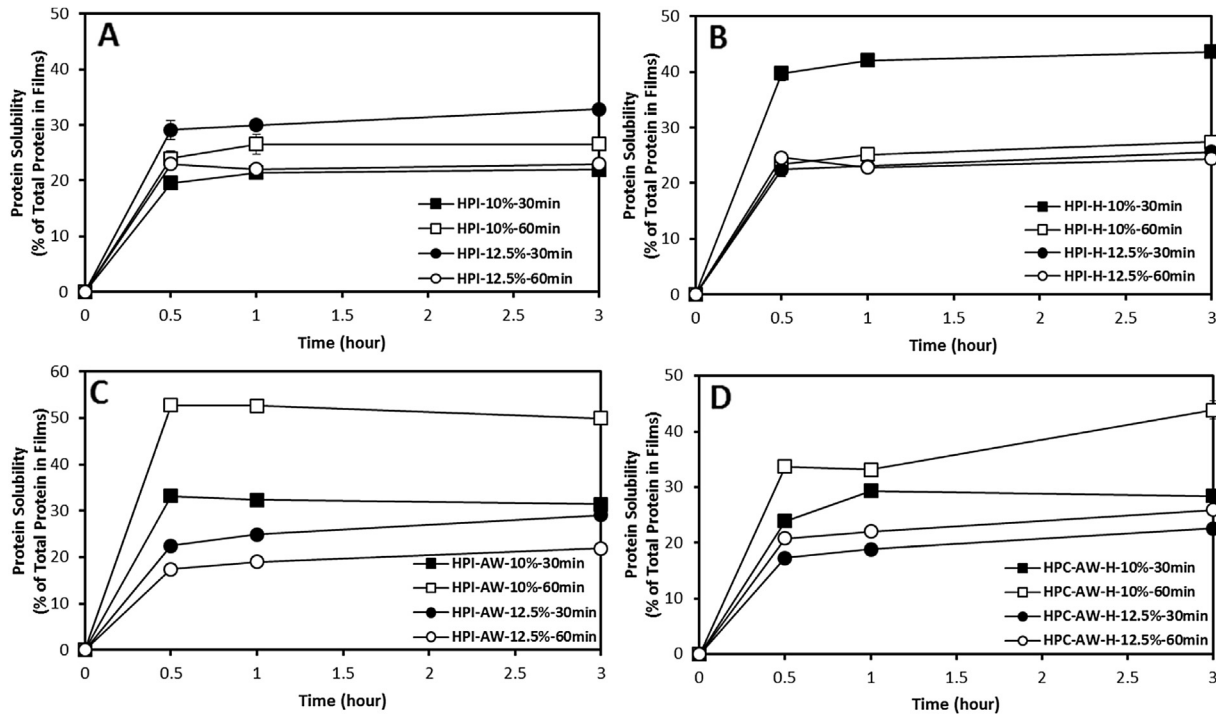 A
Protein Solubility
(% of Total Protein in Films)
50
40
30
20
10
0
HPI-10%-30min
HPI-10%-60min
HPI-12.5%-30min
HPI-12.5%-60min
0 0.5 1 1.5 2 2.5 3
Time (hour)
B
Protein Solubility
(% of Total Protein in Films)
50
40
30
20
10
0
HPI-H-10%-30min
HPI-H-10%-60min
HPI-H-12.5%-30min
HPI-H-12.5%-60min
0 0.5 1 1.5 2 2.5 3
Time (hour)
C
Protein Solubility
(% of Total Protein in Films)
60
50
40
30
20
10
0
HPI-AW-10%-30min
HPI-AW-10%-60min
HPI-AW-12.5%-30min
HPI-AW-12.5%-60min
0 0.5 1 1.5 2 2.5 3
Time (hour)
D
Protein Solubility
(% of Total Protein in Films)
50
40
30
20
10
0
HPC-AW-H-10%-30min
HPC-AW-H-10%-60min
HPC-AW-H-12.5%-30min
HPC-AW-H-12.5%-60min
0 0.5 1 1.5 2 2.5 3
Time (hour)